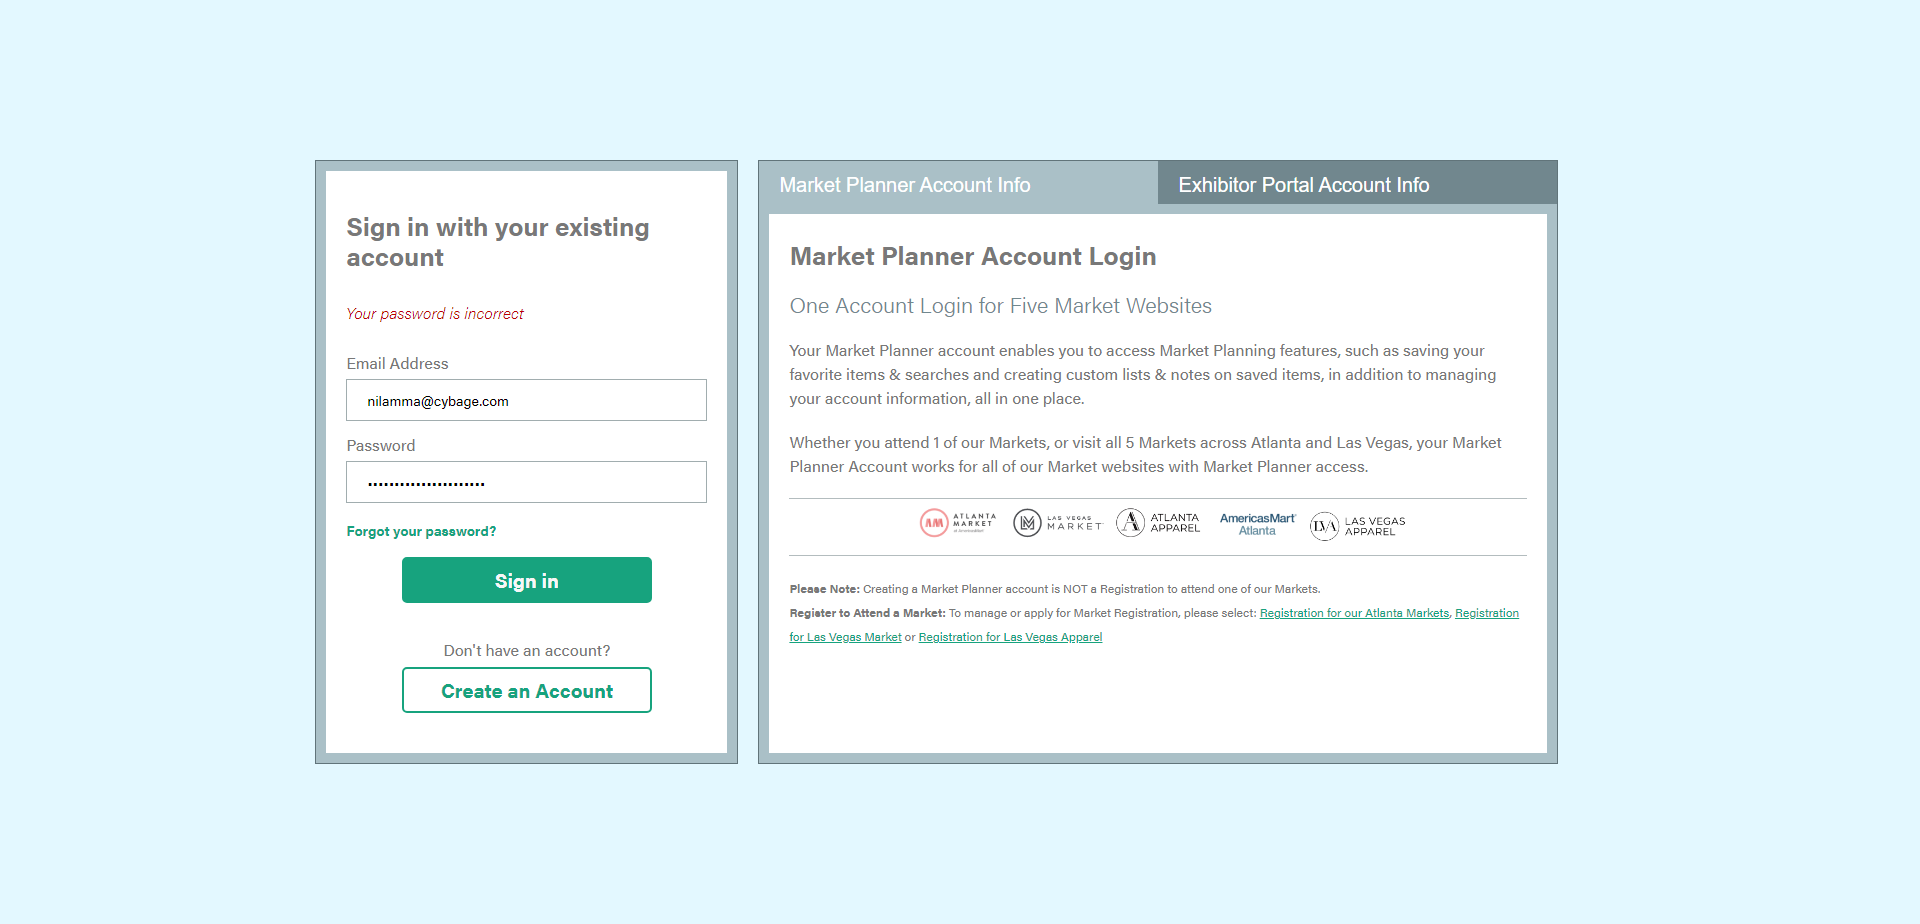 Sign in with your existing
account
Your password is incorrect
Email Address
nilamma@cybage.com
Password
Forgot your password?
Sign in
Don't have an account?
Create an Account
Market Planner Account Info
Exhibitor Portal Account Info
Market Planner Account Login
One Account Login for Five Market Websites
Your Market Planner account enables you to access Market Planning features, such as saving your
favorite items & searches and creating custom lists & notes on saved items, in addition to managing
your account information, all in one place.
Whether you attend 1 of our Markets, or visit all 5 Markets across Atlanta and Las Vegas, your Market
Planner Account works for all of our Market websites with Market Planner access.
AM ATLANTA
MARKET
LAS VEGAS
MARKET
A ATLANTA
APPAREL
AmericasMart
Atlanta
LVA LAS VEGAS
APPAREL
Please Note: Creating a Market Planner account is NOT a Registration to attend one of our Markets.
Register to Attend a Market: To manage or apply for Market Registration, please select: Registration for our Atlanta Markets, Registration
for Las Vegas Market or Registration for Las Vegas Apparel